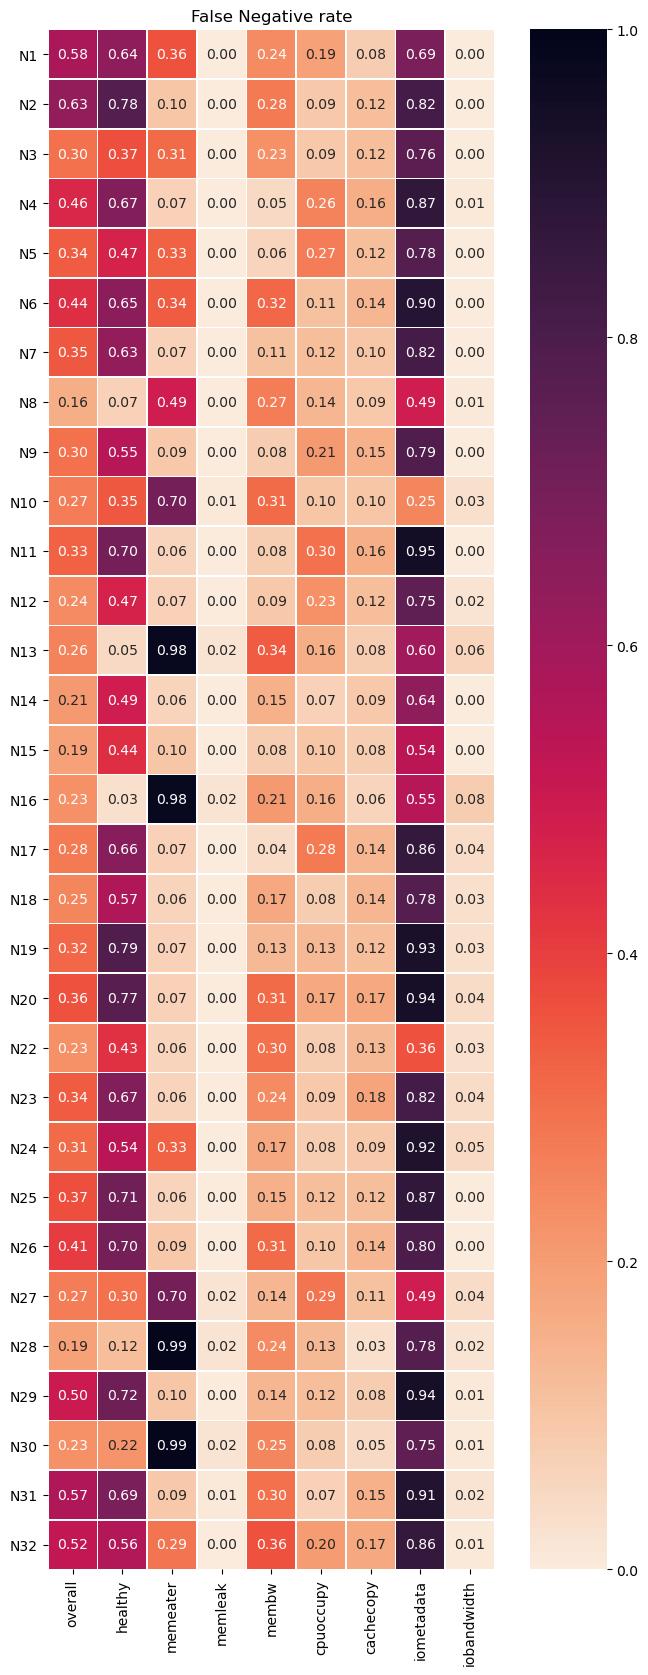 False Negative rate
N1 0.58 0.64 0.36 0.00 0.24 0.19 0.08 0.69 0.00
N2 0.63 0.78 0.10 0.00 0.28 0.09 0.12 0.82 0.00
N3 0.30 0.37 0.31 0.00 0.23 0.09 0.12 0.76 0.00
N4 0.46 0.67 0.07 0.00 0.05 0.26 0.16 0.87 0.01
N5 0.34 0.47 0.33 0.00 0.06 0.27 0.12 0.78 0.00
N6 0.44 0.65 0.34 0.00 0.32 0.11 0.14 0.90 0.00
N7 0.35 0.63 0.07 0.00 0.11 0.12 0.10 0.82 0.00
N8 0.16 0.07 0.49 0.00 0.27 0.14 0.09 0.49 0.01
N9 0.30 0.55 0.09 0.00 0.08 0.21 0.15 0.79 0.00
N10 0.27 0.35 0.70 0.01 0.31 0.10 0.10 0.25 0.03
N11 0.33 0.70 0.06 0.00 0.08 0.30 0.16 0.95 0.00
N12 0.24 0.47 0.07 0.00 0.09 0.23 0.12 0.75 0.02
N13 0.26 0.05 0.98 0.02 0.34 0.16 0.08 0.60 0.06
N14 0.21 0.49 0.06 0.00 0.15 0.07 0.09 0.64 0.00
N15 0.19 0.44 0.10 0.00 0.08 0.10 0.08 0.54 0.00
N16 0.23 0.03 0.98 0.02 0.21 0.16 0.06 0.55 0.08
N17 0.28 0.66 0.07 0.00 0.04 0.28 0.14 0.86 0.04
N18 0.25 0.57 0.06 0.00 0.17 0.08 0.14 0.78 0.03
N19 0.32 0.79 0.07 0.00 0.13 0.13 0.12 0.93 0.03
N20 0.36 0.77 0.07 0.00 0.31 0.17 0.17 0.94 0.04
N22 0.23 0.43 0.06 0.00 0.30 0.08 0.13 0.36 0.03
N23 0.34 0.67 0.06 0.00 0.24 0.09 0.18 0.82 0.04
N24 0.31 0.54 0.33 0.00 0.17 0.08 0.09 0.92 0.05
N25 0.37 0.71 0.06 0.00 0.15 0.12 0.12 0.87 0.00
N26 0.41 0.70 0.09 0.00 0.31 0.10 0.14 0.80 0.00
N27 0.27 0.30 0.70 0.02 0.14 0.29 0.11 0.49 0.04
N28 0.19 0.12 0.99 0.02 0.24 0.13 0.03 0.78 0.02
N29 0.50 0.72 0.10 0.00 0.14 0.12 0.08 0.94 0.01
N30 0.23 0.22 0.99 0.02 0.25 0.08 0.05 0.75 0.01
N31 0.57 0.69 0.09 0.01 0.30 0.07 0.15 0.91 0.02
N32 0.52 0.56 0.29 0.00 0.36 0.20 0.17 0.86 0.01
overall healthy memeater memleak membw cpuoccupy cachecopy iometadata iobandwidth
1.0
0.8
0.6
0.4
0.2
0.0